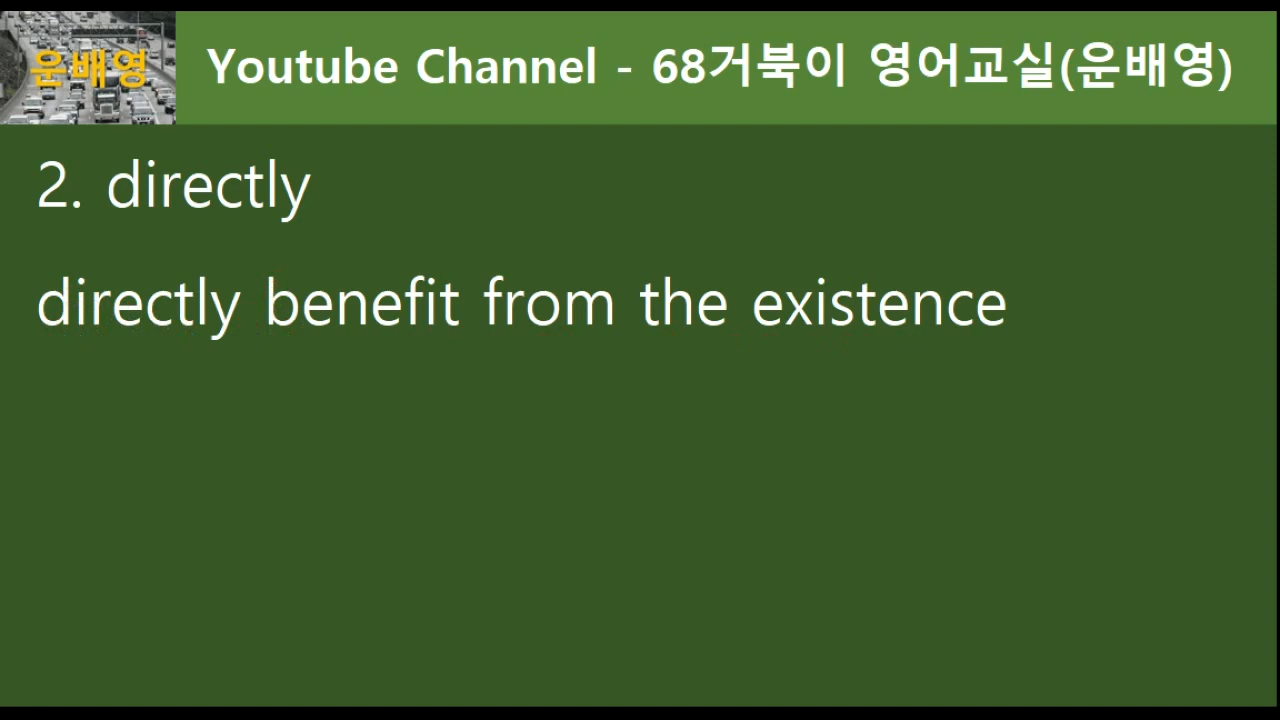 운배영
Youtube Channel - 68거북이 영어교실(운배영)
2. directly
directly benefit from the existence